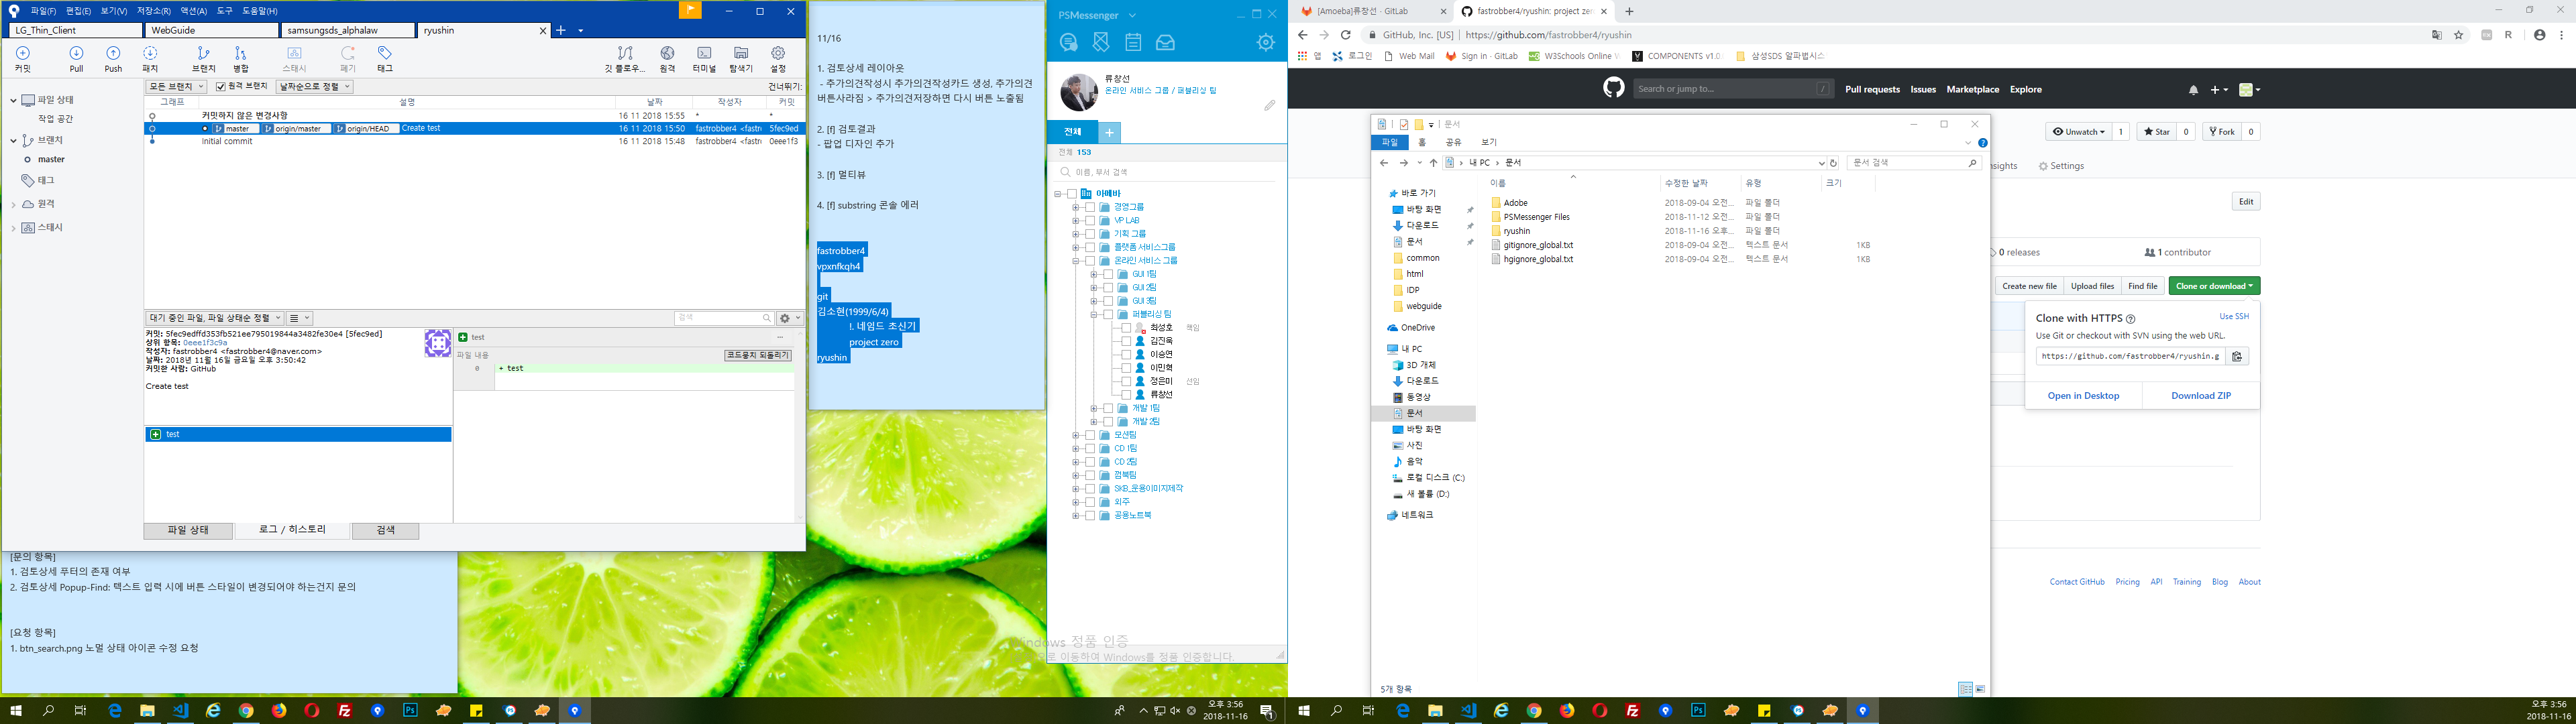 파일(F) 편집(E) 보기(V) 저장소(R) 액션(A) 도구 도움말(H)
LG_Thin_Client WebGuide samsungsds_alphalaw ryushin
커밋 Pull Push 패치 브랜치 병합 스태시 폐기 태그 깃 플로우... 원격 터미널 탐색기 설정
모든 브랜치 원격 브랜치 날짜순으로 정렬 건너뛰기:
그래프 설명 날짜 작성자 커밋
커밋하지 않은 변경사항 16 11 2018 15:55 * *
master origin/master origin/HEAD Create test 16 11 2018 15:50 fastrobber4 <fastr 5fec9ed
Initial commit 16 11 2018 15:48 fastrobber4 <fastr 0eee1f3
파일 상태
작업 공간
브랜치
master
태그
원격
스태시
대기 중인 파일, 파일 상태순 정렬
검색
커밋: 5fec9edffd353fb521ee795019844a3482fe30e4 [5fec9ed]
상위 항목: 0eee1f3c9a
작성자: fastrobber4 <fastrobber4@naver.com>
날짜: 2018년 11월 16일 금요일 오후 3:50:42
커밋한 사람: GitHub
Create test
test
test
파일 내용 코드뭉치 되돌리기
0 + test
파일 상태 로그 / 히스토리 검색
[문의 항목]
1. 검토상세 푸터의 존재 여부
2. 검토상세 Popup-Find: 텍스트 입력 시에 버튼 스타일이 변경되어야 하는건지 문의
[요청 항목]
1. btn_search.png 노멀 상태 아이콘 수정 요청
11/16
1. 검토상세 레이아웃
- 추가의견작성시 추가의견작성카드 생성, 추가의견
버튼사라짐 > 추가의견저장하면 다시 버튼 노출됨
2. [f] 검토결과
- 팝업 디자인 추가
3. [f] 멀티뷰
4. [f] substring 콘솔 에러
fastrobber4
vpxnfkqh4
git
김소현(1999/6/4)
!. 네임드 조신기
project zero
ryushin
PSMessenger
류창선
온라인 서비스 그룹 / 퍼블리싱 팀
전체 +
전체 153
이름, 부서 검색
아메바
경영그룹
VP LAB
기획 그룹
플랫폼 서비스그룹
온라인 서비스 그룹
GUI 1팀
GUI 2팀
GUI 3팀
퍼블리싱 팀
최성호 책임
김진욱
이승연
이민혁
정은미 선임
류창선
개발 1팀
개발 2팀
모션팀
CD 1팀
CD 2팀
깜북팀
SKB_운용이미지제작
외주
공용노트북
Windows 정품 인증
로 이동하여 Windows를 정품 인증합니다.
오후 3:56
2018-11-16
[Amoeba]류창선 - GitLab fastrobber4/ryushin: project zer
GitHub, Inc. [US] | https://github.com/fastrobber4/ryushin
앱 로그인 Web Mail Sign in · GitLab W3Schools Online W COMPONENTS v1.0 삼성SDS 알파법시스
Search or jump to... / Pull requests Issues Marketplace Explore
Unwatch 1 Star 0 Fork 0
nsights Settings
Edit
0 releases 1 contributor
Create new file Upload files Find file Clone or download
Clone with HTTPS Use SSH
Use Git or checkout with SVN using the web URL.
https://github.com/fastrobber4/ryushin.g
Open in Desktop Download ZIP
Contact GitHub Pricing API Training Blog About
문서
파일 홈 공유 보기
내 PC > 문서 문서 검색
이름 수정한 날짜 유형 크기
Adobe 2018-09-04 오전... 파일 폴더
PSMessenger Files 2018-11-12 오전... 파일 폴더
ryushin 2018-11-16 오후... 파일 폴더
gitignore_global.txt 2018-09-04 오전... 텍스트 문서 1KB
hgignore_global.txt 2018-09-04 오전... 텍스트 문서 1KB
바로 가기
바탕 화면
다운로드
문서
common
html
IDP
webguide
OneDrive
내 PC
3D 개체
다운로드
동영상
문서
바탕 화면
사진
음악
로컬 디스크 (C:)
새 볼륨 (D:)
네트워크
5개 항목
오후 3:56
2018-11-16